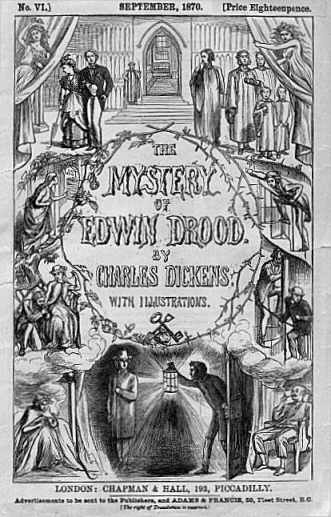 No. VI.] SEPTEMBER, 1870. [Price Eighteenpence.
THE
MYSTERY
OF
EDWIN DROOD.
BY
CHARLES DICKENS.
WITH ILLUSTRATIONS.
LONDON: CHAPMAN & HALL, 193, PICCADILLY.
Advertisements to be sent to the Publishers, and ADAMS & FRANCIS, 59, Fleet Street, E.C.
[The right of Translation is reserved.]